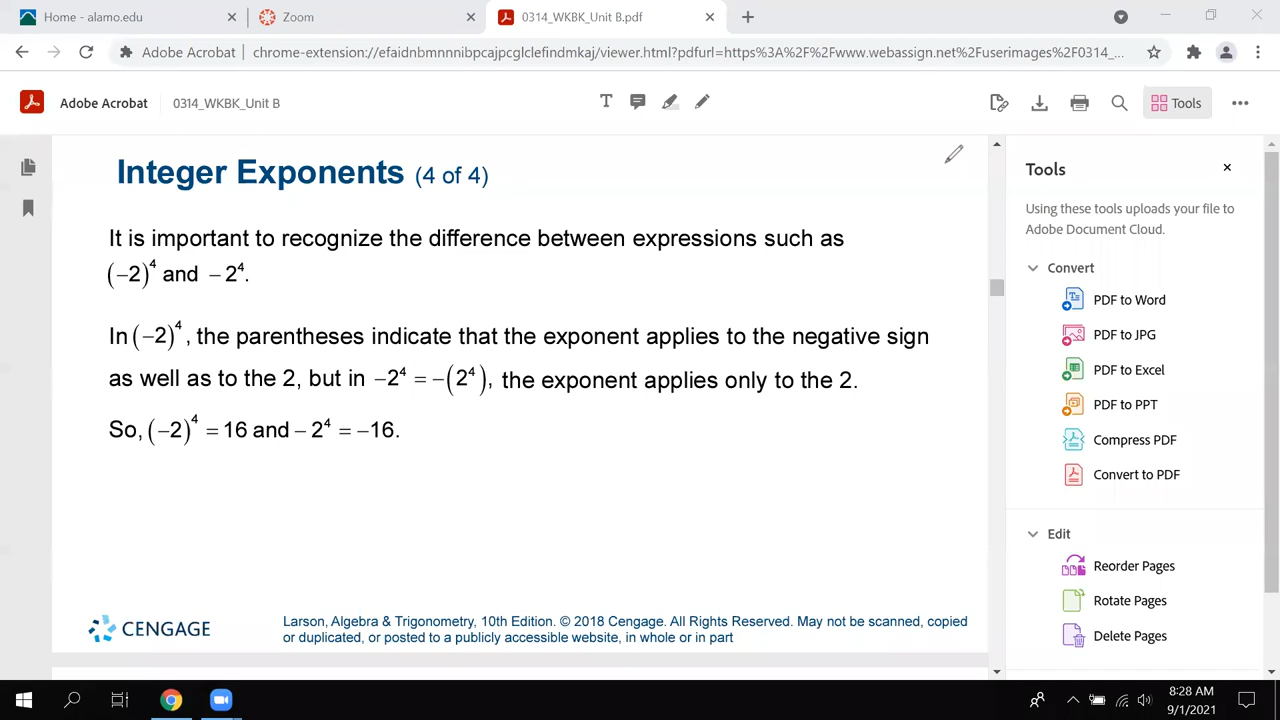 Home - alamo.edu
Zoom
0314_WKBK_Unit B.pdf
Adobe Acrobat
chrome-extension://efaidnbmnnnibpcajpcglclefindmkaj/viewer.html?pdfurl=https%3A%2F%2Fwww.webassign.net%2Fuserimages%2F0314_...
Adobe Acrobat
0314_WKBK_Unit B
T
Tools
Integer Exponents (4 of 4)
It is important to recognize the difference between expressions such as
(−2)⁴ and − 2⁴.
In (−2)⁴, the parentheses indicate that the exponent applies to the negative sign
as well as to the 2, but in −2⁴ = −(2⁴), the exponent applies only to the 2.
So, (−2)⁴ = 16 and − 2⁴ = −16.
CENGAGE
Larson, Algebra & Trigonometry, 10th Edition. © 2018 Cengage. All Rights Reserved. May not be scanned, copied
or duplicated, or posted to a publicly accessible website, in whole or in part
Tools
Using these tools uploads your file to
Adobe Document Cloud.
Convert
PDF to Word
PDF to JPG
PDF to Excel
PDF to PPT
Compress PDF
Convert to PDF
Edit
Reorder Pages
Rotate Pages
Delete Pages
8:28 AM
9/1/2021